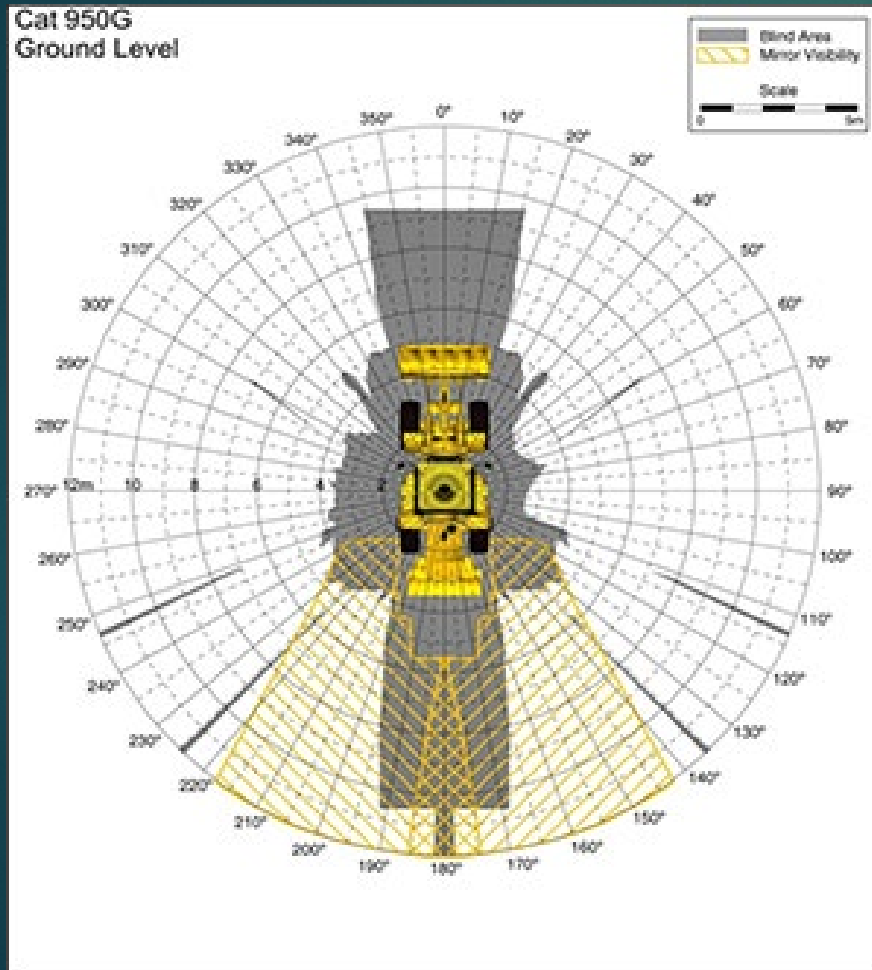 Cat 950G
Ground Level
Blind Area
Mirror Visibility
Scale
0 5m
0°
350° 10°
340° 20°
330° 30°
320° 40°
310° 50°
300° 60°
290° 70°
280° 80°
270° 12m 10 8 6 4 2 90°
260° 100°
250° 110°
240° 120°
230° 130°
220° 140°
210° 150°
200° 160°
190° 170°
180°